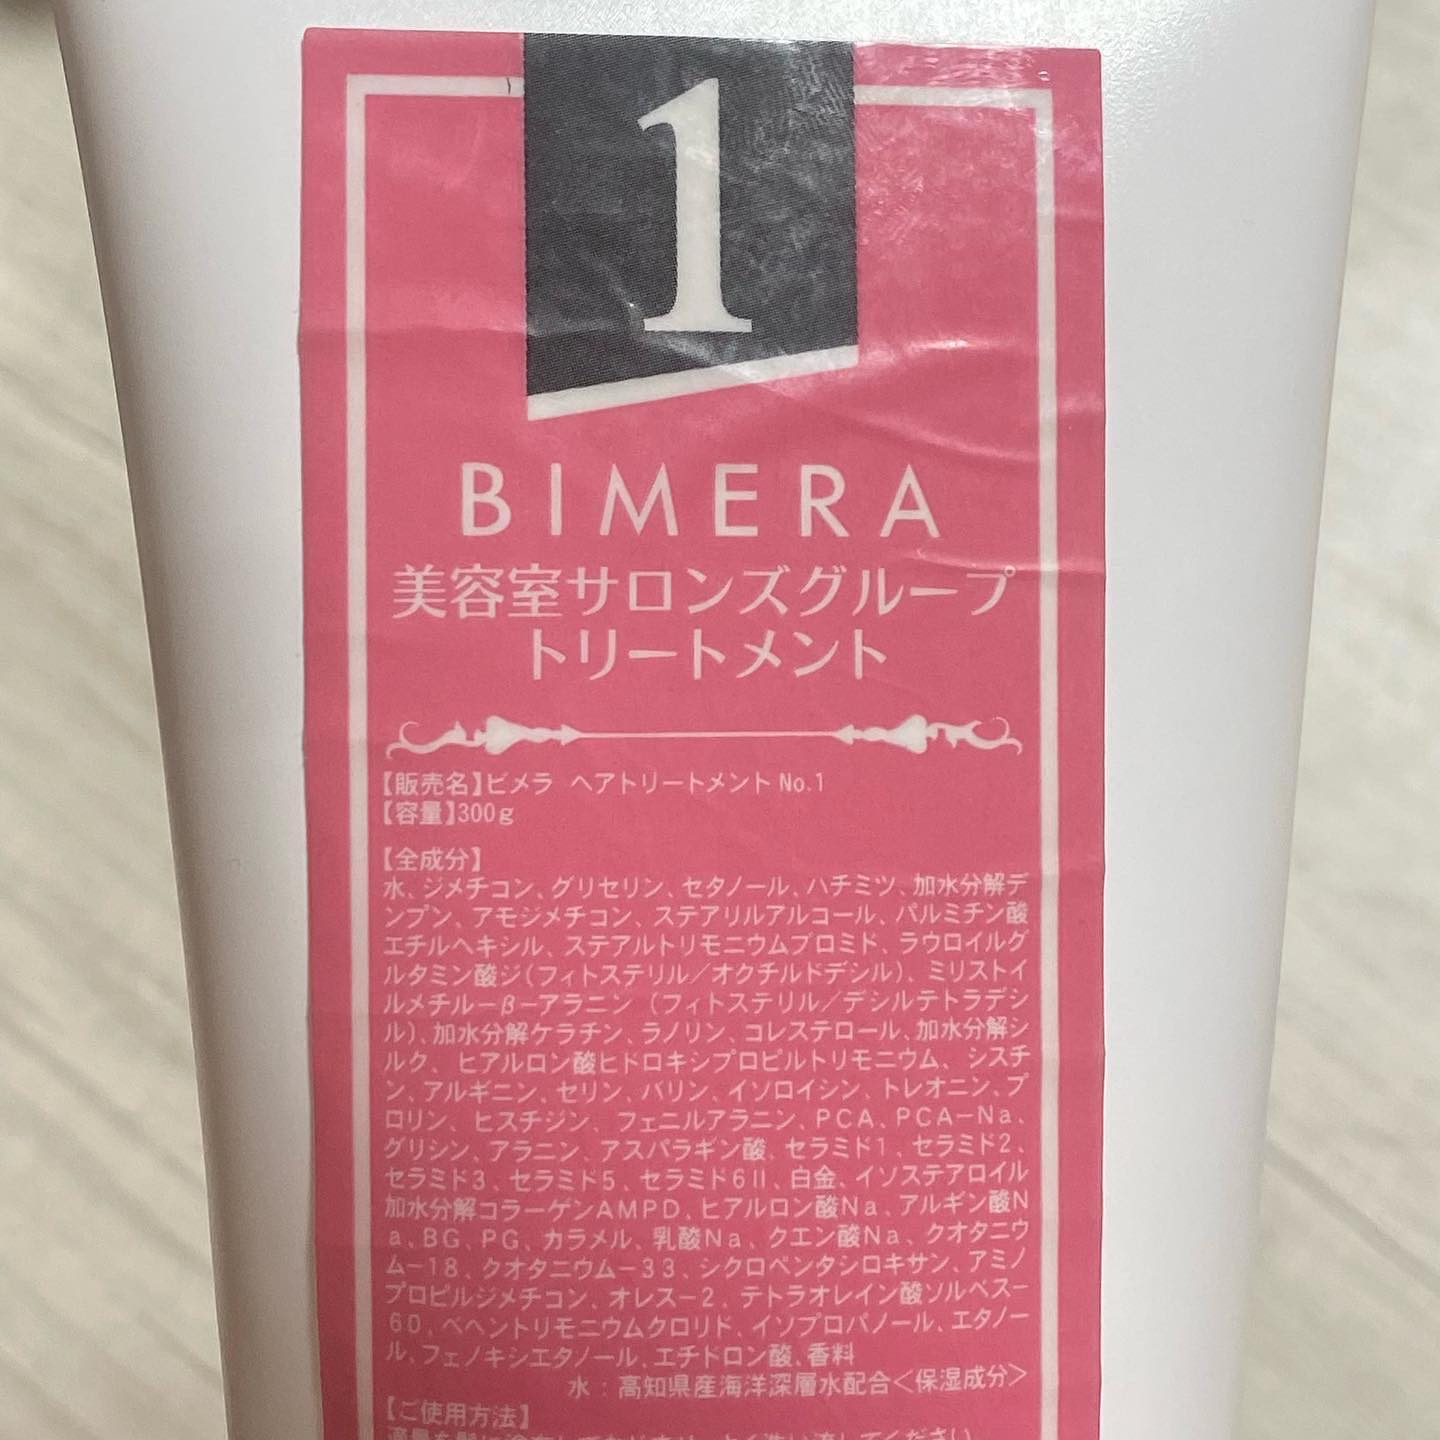 1
BIMERA
美容室サロンズグループ
トリートメント
【販売名】ビメラ ヘアトリートメント No.1
【容量】300g
【全成分】
水、ジメチコン、グリセリン、セタノール、ハチミツ、加水分解デ
ンプン、アモジメチコン、ステアリルアルコール、パルミチン酸
エチルヘキシル、ステアルトリモニウムブロミド、ラウロイルグ
ルタミン酸ジ(フィトステリル/オクチルドデシル)、ミリストイ
ルメチル-β-アラニン (フィトステリル/デシルテトラデシ
ル)、加水分解ケラチン、ラノリン、コレステロール、加水分解シ
ルク、ヒアルロン酸ヒドロキシプロピルトリモニウム、シスチ
ン、アルギニン、セリン、バリン、イソロイシン、トレオニン、プ
ロリン、ヒスチジン、フェニルアラニン、PCA、PCA-Na、
グリシン、アラニン、アスパラギン酸、セラミド1、セラミド2、
セラミド3、セラミド5、セラミド6Ⅱ、白金、イソステアロイル
加水分解コラーゲンAMPD、ヒアルロン酸Na、アルギン酸N
a、BG、PG、カラメル、乳酸Na、クエン酸Na、クオタニウ
ム-18、クオタニウム-33、シクロペンタシロキサン、アミノ
プロピルジメチコン、オレス-2、テトラオレイン酸ソルベス-
60、ベヘントリモニウムクロリド、イソプロパノール、エタノー
ル、フェノキシエタノール、エチドロン酸、香料
水:高知県産海洋深層水配合<保湿成分>
【ご使用方法】